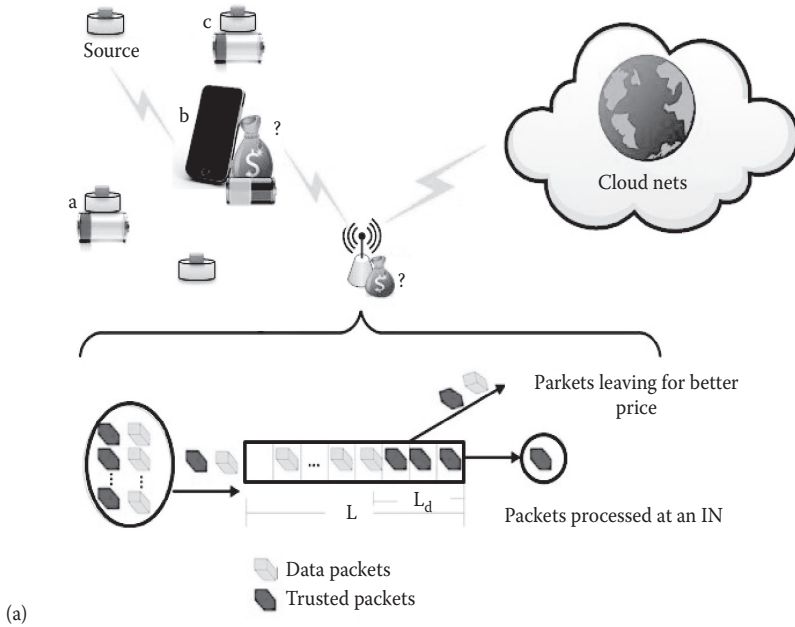 Source
c
b
?
$
a
Cloud nets
?
$
Parkets leaving for better
price
...
L
L_d
Packets processed at an IN
Data packets
Trusted packets
(a)